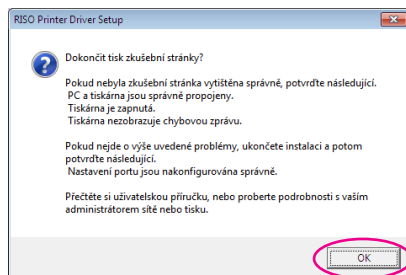 RISO Printer Driver Setup
Dokončit tisk zkušební stránky?
Pokud nebyla zkušební stránka vytištěna správně, potvrďte následující.
PC a tiskárna jsou správně propojeny.
Tiskárna je zapnutá.
Tiskárna nezobrazuje chybovou zprávu.
Pokud nejde o výše uvedené problémy, ukončete instalaci a potom
potvrďte následující.
Nastavení portu jsou nakonfigurována správně.
Přečtěte si uživatelskou příručku, nebo proberte podrobnosti s vaším
administrátorem sítě nebo tisku.
OK